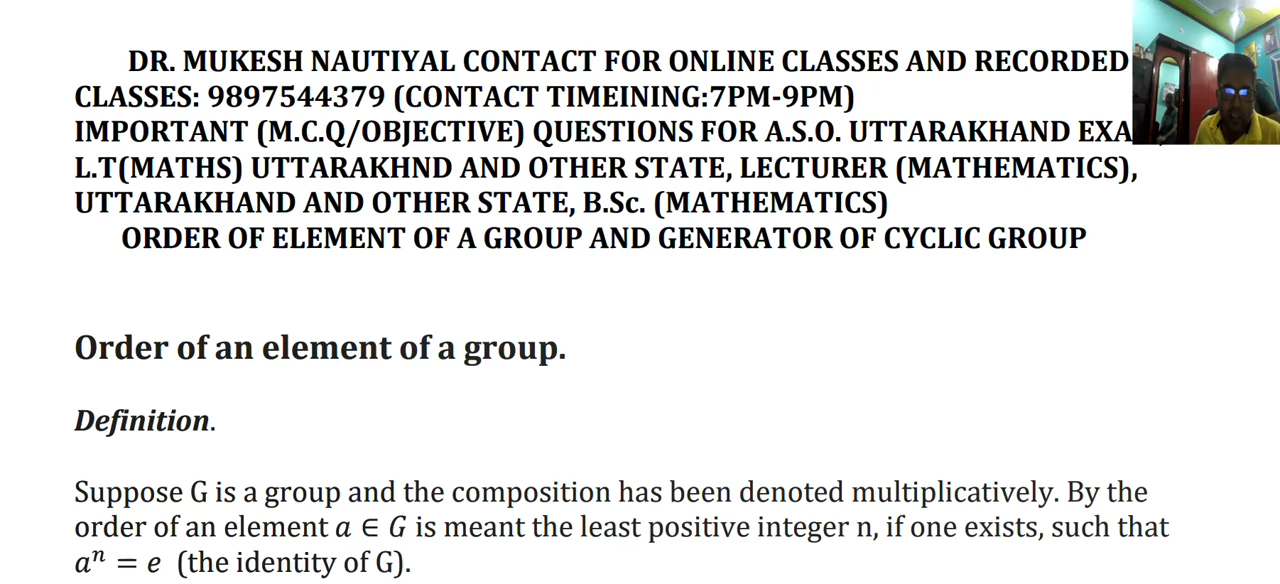 DR. MUKESH NAUTIYAL CONTACT FOR ONLINE CLASSES AND RECORDED
CLASSES: 9897544379 (CONTACT TIMEINING:7PM-9PM)
IMPORTANT (M.C.Q/OBJECTIVE) QUESTIONS FOR A.S.O. UTTARAKHAND EXA
L.T(MATHS) UTTARAKHND AND OTHER STATE, LECTURER (MATHEMATICS),
UTTARAKHAND AND OTHER STATE, B.Sc. (MATHEMATICS)
ORDER OF ELEMENT OF A GROUP AND GENERATOR OF CYCLIC GROUP
Order of an element of a group.
Definition.
Suppose G is a group and the composition has been denoted multiplicatively. By the
order of an element a ∈ G is meant the least positive integer n, if one exists, such that
aⁿ = e (the identity of G).